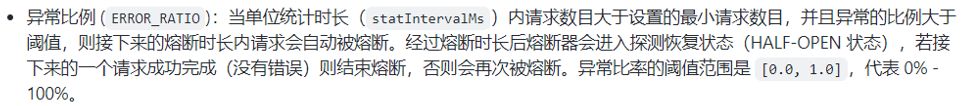 • 异常比例 (ERROR_RATIO)：当单位统计时长（statIntervalMs）内请求数目大于设置的最小请求数目，并且异常的比例大于
阈值，则接下来的熔断时长内请求会自动被熔断。经过熔断时长后熔断器会进入探测恢复状态（HALF-OPEN 状态），若接
下来的一个请求成功完成（没有错误）则结束熔断，否则会再次被熔断。异常比率的阈值范围是 [0.0, 1.0]，代表 0% -
100%。